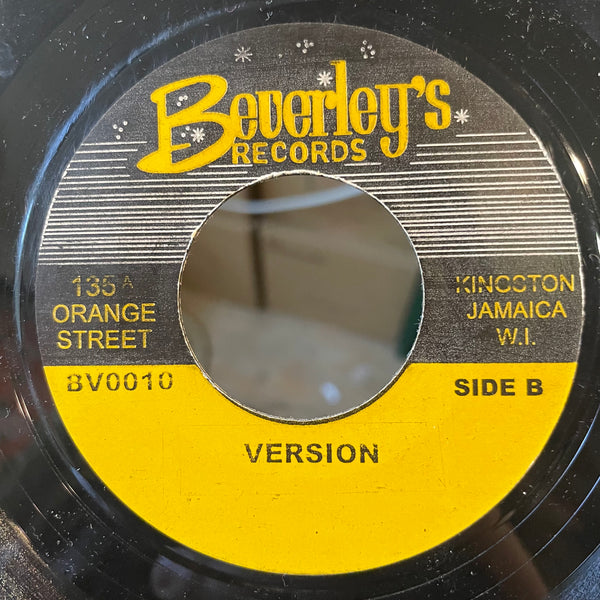 Beverley's
RECORDS
135A
ORANGE
STREET
KINGSTON
JAMAICA
W.I.
BV0010
SIDE B
VERSION